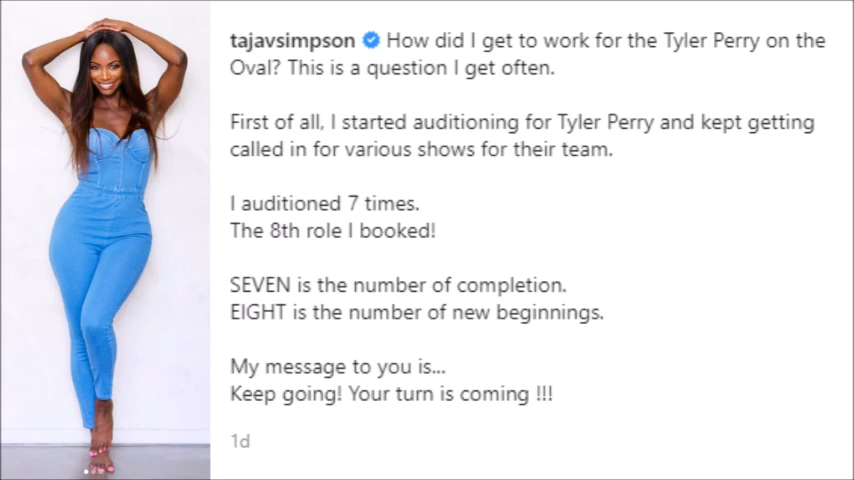 tajavsimpson How did I get to work for the Tyler Perry on the
Oval? This is a question I get often.
First of all, I started auditioning for Tyler Perry and kept getting
called in for various shows for their team.
I auditioned 7 times.
The 8th role I booked!
SEVEN is the number of completion.
EIGHT is the number of new beginnings.
My message to you is...
Keep going! Your turn is coming !!!
1d